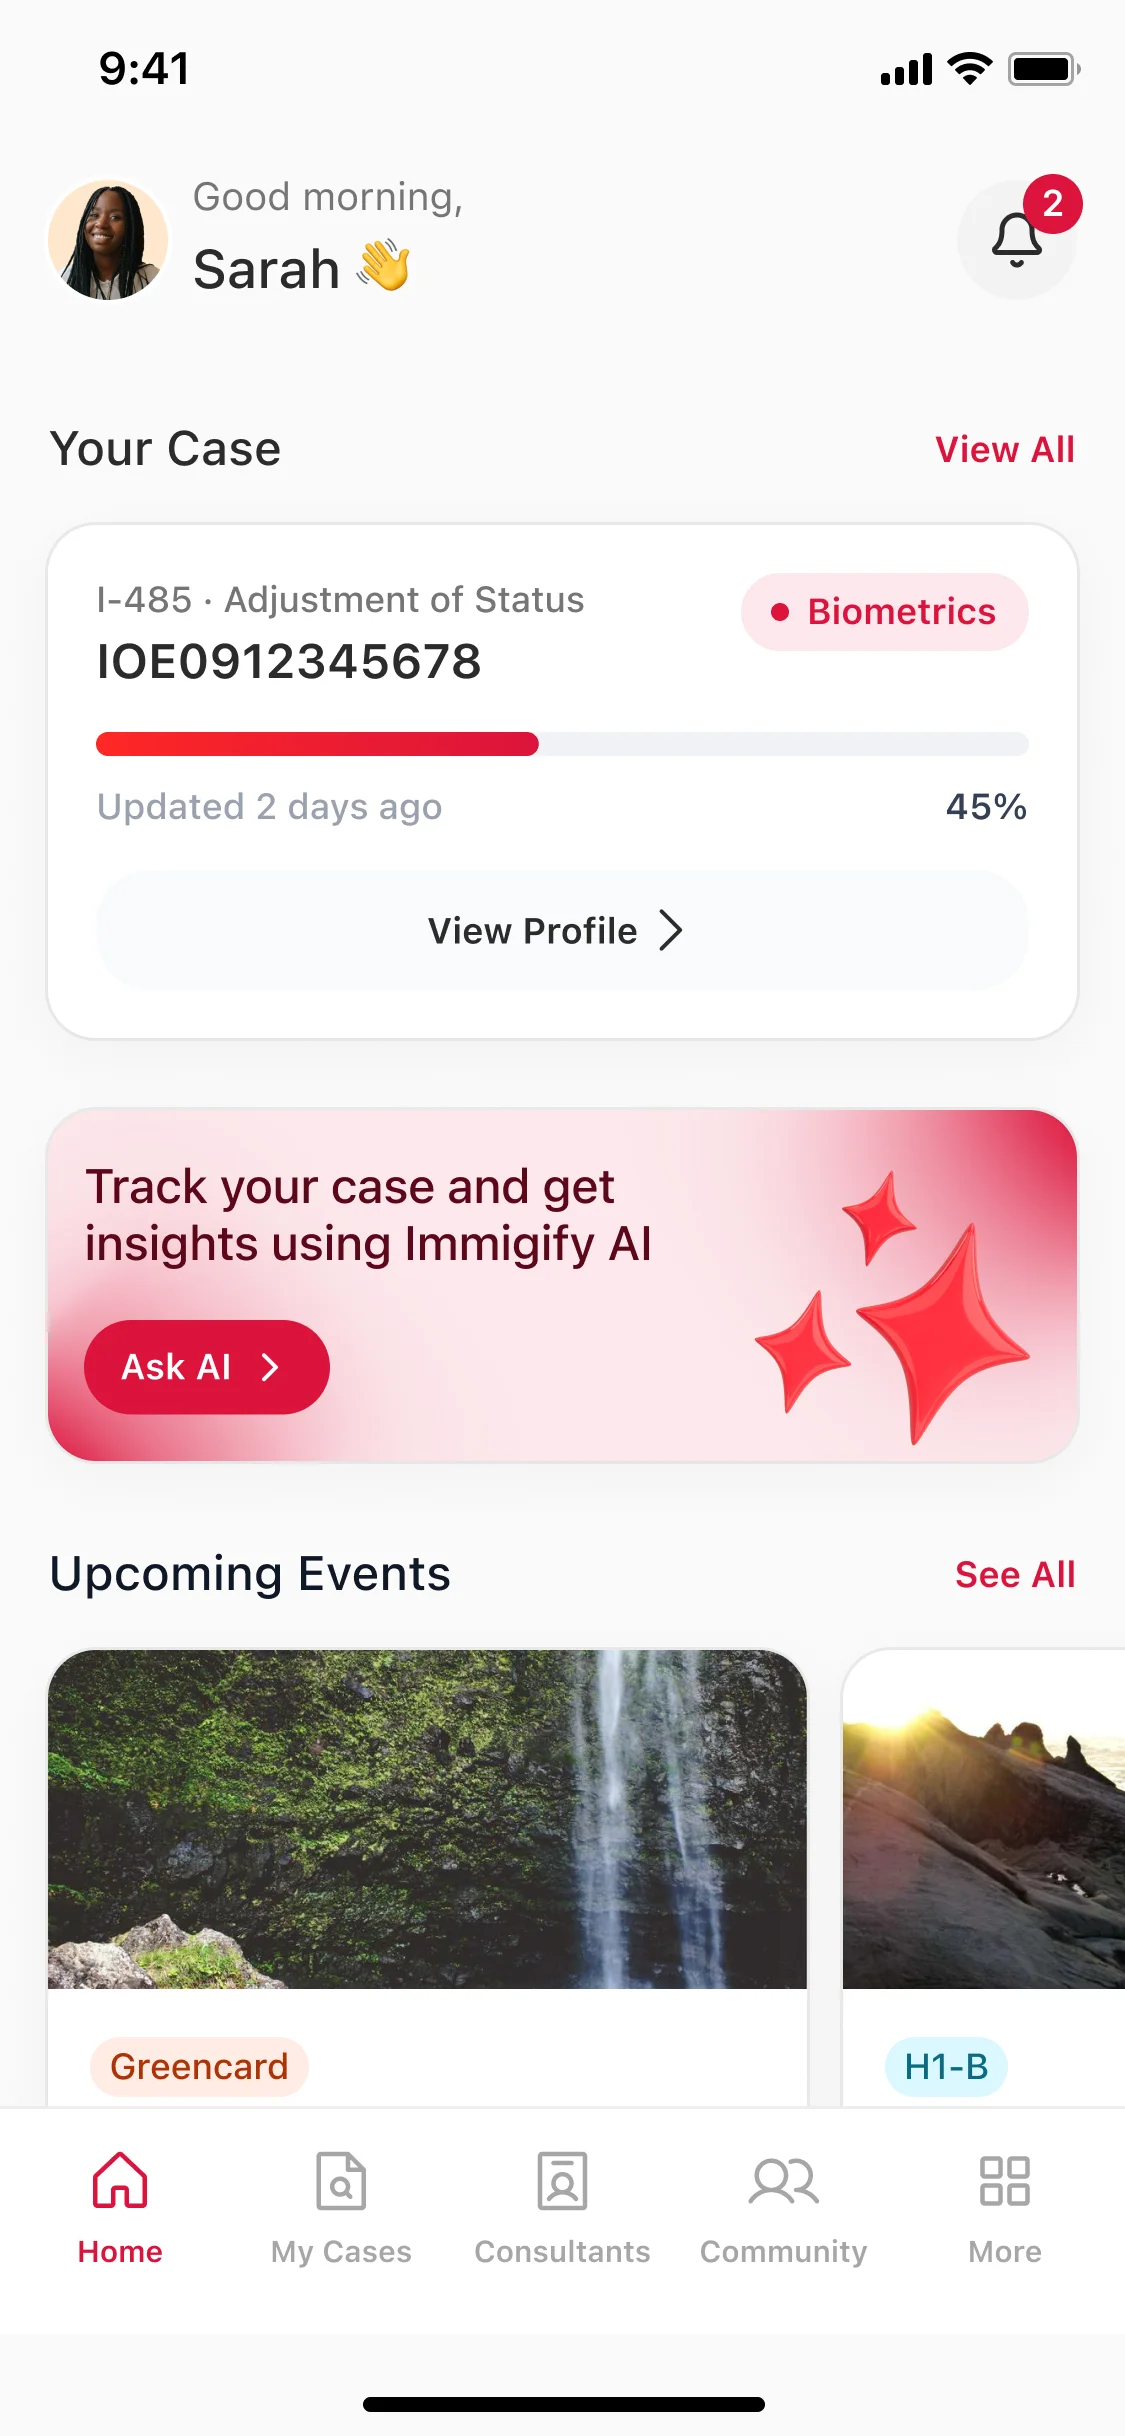 9:41
Good morning,
Sarah 👋
2
Your Case
View All
I-485 · Adjustment of Status
Biometrics
IOE0912345678
Updated 2 days ago
45%
View Profile
Track your case and get
insights using Immigify AI
Ask AI
Upcoming Events
See All
Greencard
H1-B
Home
My Cases
Consultants
Community
More